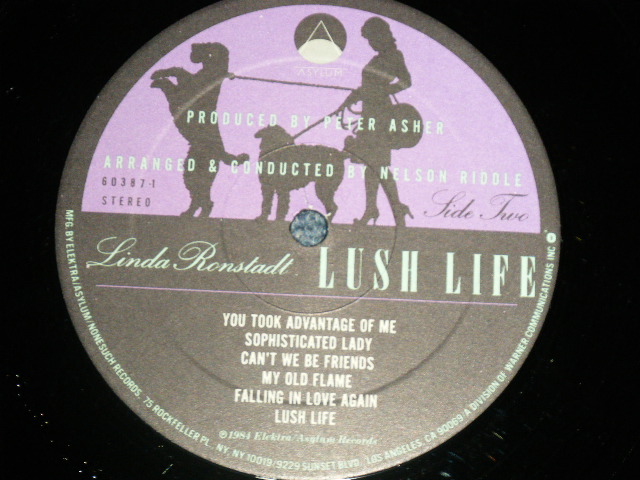 ASYLUM
PRODUCED BY PETER ASHER
ARRANGED & CONDUCTED BY NELSON RIDDLE
60387-1
STEREO
Side Two
Linda Ronstadt
LUSH LIFE
YOU TOOK ADVANTAGE OF ME
SOPHISTICATED LADY
CAN'T WE BE FRIENDS
MY OLD FLAME
FALLING IN LOVE AGAIN
LUSH LIFE
℗1984 Elektra/Asylum Records
MFG. BY ELEKTRA/ASYLUM/NONESUCH RECORDS, 75 ROCKFELLER PL. NY, NY 10019/9229 SUNSET BLVD., LOS ANGELES, CA 90069·A DIVISION OF WARNER COMMUNICATIONS INC